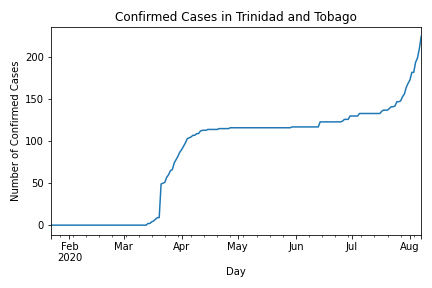 Confirmed Cases in Trinidad and Tobago
Number of Confirmed Cases
200
150
100
50
0
Feb
2020
Mar
Apr
May
Jun
Jul
Aug
Day